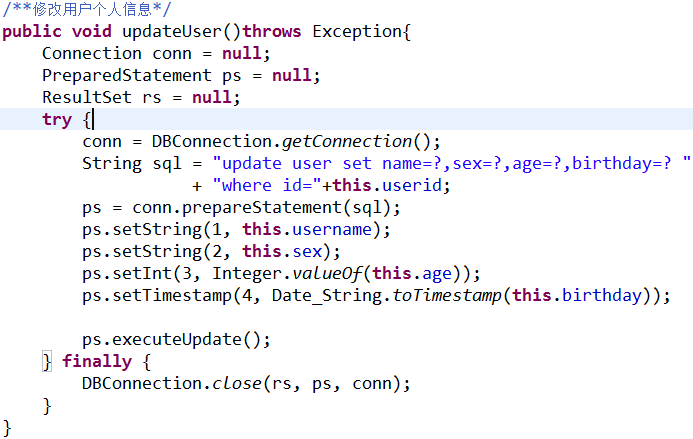 /**修改用户个人信息*/
public void updateUser()throws Exception{
    Connection conn = null;
    PreparedStatement ps = null;
    ResultSet rs = null;
    try {
        conn = DBConnection.getConnection();
        String sql = "update user set name=?,sex=?,age=?,birthday=? "
                   + "where id="+this.userid;
        ps = conn.prepareStatement(sql);
        ps.setString(1, this.username);
        ps.setString(2, this.sex);
        ps.setInt(3, Integer.valueOf(this.age));
        ps.setTimestamp(4, Date_String.toTimestamp(this.birthday));

        ps.executeUpdate();
    } finally {
        DBConnection.close(rs, ps, conn);
    }
}